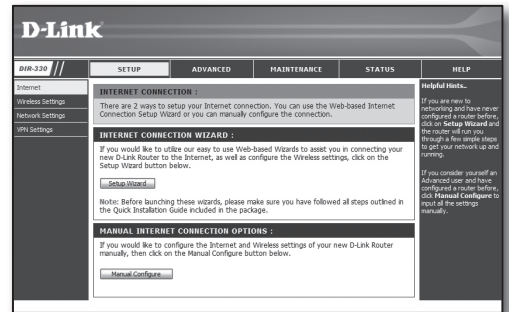 D-Link
DIR-330
SETUP
ADVANCED
MAINTENANCE
STATUS
HELP
Internet
Wireless Settings
Network Settings
VPN Settings
INTERNET CONNECTION :
There are 2 ways to setup your Internet connection. You can use the Web-based Internet
Connection Setup Wizard or you can manually configure the connection.
INTERNET CONNECTION WIZARD :
If you would like to utilize our easy to use Web-based Wizards to assist you in connecting your
new D-Link Router to the Internet, as well as configure the Wireless settings, click on the
Setup Wizard button below.
Setup Wizard
Note: Before launching these wizards, please make sure you have followed all steps outlined in
the Quick Installation Guide included in the package.
MANUAL INTERNET CONNECTION OPTIONS :
If you would like to configure the Internet and Wireless settings of your new D-Link Router
manually, then click on the Manual Configure button below.
Manual Configure
Helpful Hints..
If you are new to
networking and have never
configured a router before,
click on Setup Wizard and
the router will run you
through a few simple steps
to get your network up and
running.
If you consider yourself an
Advanced user and have
configured a router before,
click Manual Configure to
input all the settings
manually.